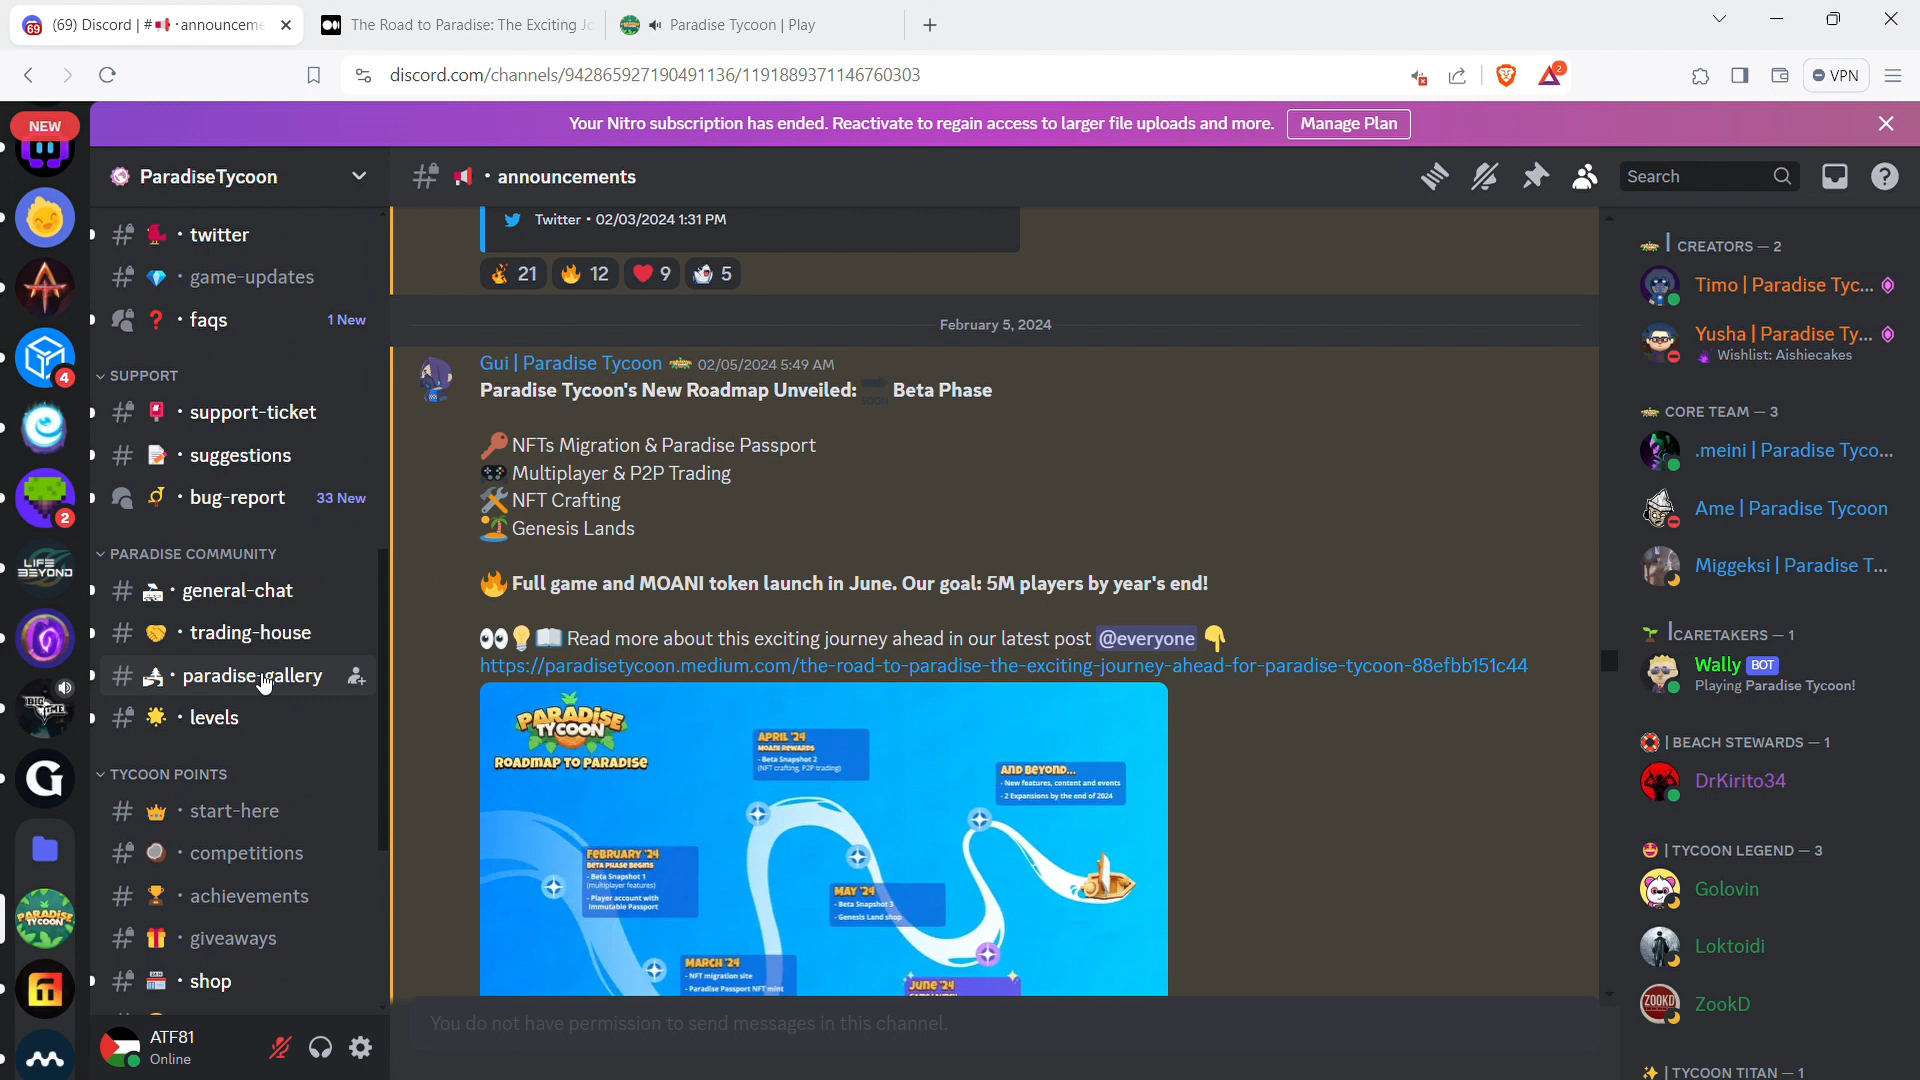 (69) Discord | # · announceme
The Road to Paradise: The Exciting Jo
Paradise Tycoon | Play
discord.com/channels/942865927190491136/1191889371146760303
2
VPN
Your Nitro subscription has ended. Reactivate to regain access to larger file uploads and more.
Manage Plan
NEW
ParadiseTycoon
· announcements
Search
· twitter
· game-updates
· faqs
1 New
SUPPORT
· support-ticket
· suggestions
· bug-report
33 New
PARADISE COMMUNITY
· general-chat
· trading-house
· paradise-gallery
· levels
TYCOON POINTS
· start-here
· competitions
· achievements
· giveaways
· shop
4
2
LIFE BEYOND
BIG TIME
PARADISE TYCOON
ATF81
Online
Twitter • 02/03/2024 1:31 PM
21 12 9 5
February 5, 2024
Gui | Paradise Tycoon 02/05/2024 5:49 AM
Paradise Tycoon's New Roadmap Unveiled: SOON Beta Phase
NFTs Migration & Paradise Passport
Multiplayer & P2P Trading
NFT Crafting
Genesis Lands
Full game and MOANI token launch in June. Our goal: 5M players by year's end!
Read more about this exciting journey ahead in our latest post @everyone
https://paradisetycoon.medium.com/the-road-to-paradise-the-exciting-journey-ahead-for-paradise-tycoon-88efbb151c44
PARADISE TYCOON
ROADMAP TO PARADISE
APRIL '24
MOANI REWARDS
- Beta Snapshot 2
(NFT crafting, P2P trading)
AND BEYOND...
- New features, content and events
- 2 Expansions by the end of 2024
FEBRUARY '24
BETA PHASE BEGINS
- Beta Snapshot 1
(multiplayer features)
- Player account with
Immutable Passport
MAY '24
- Beta Snapshot 3
- Genesis Land shop
MARCH '24
- NFT migration site
- Paradise Passport NFT mint
JUNE '24
You do not have permission to send messages in this channel.
CREATORS — 2
Timo | Paradise Tyc...
Yusha | Paradise Ty...
Wishlist: Aishiecakes
CORE TEAM — 3
.meini | Paradise Tyco...
Ame | Paradise Tycoon
Miggeksi | Paradise T...
CARETAKERS — 1
Wally BOT
Playing Paradise Tycoon!
| BEACH STEWARDS — 1
DrKirito34
| TYCOON LEGEND — 3
Golovin
Loktoidi
ZOOKD
ZookD
| TYCOON TITAN — 1